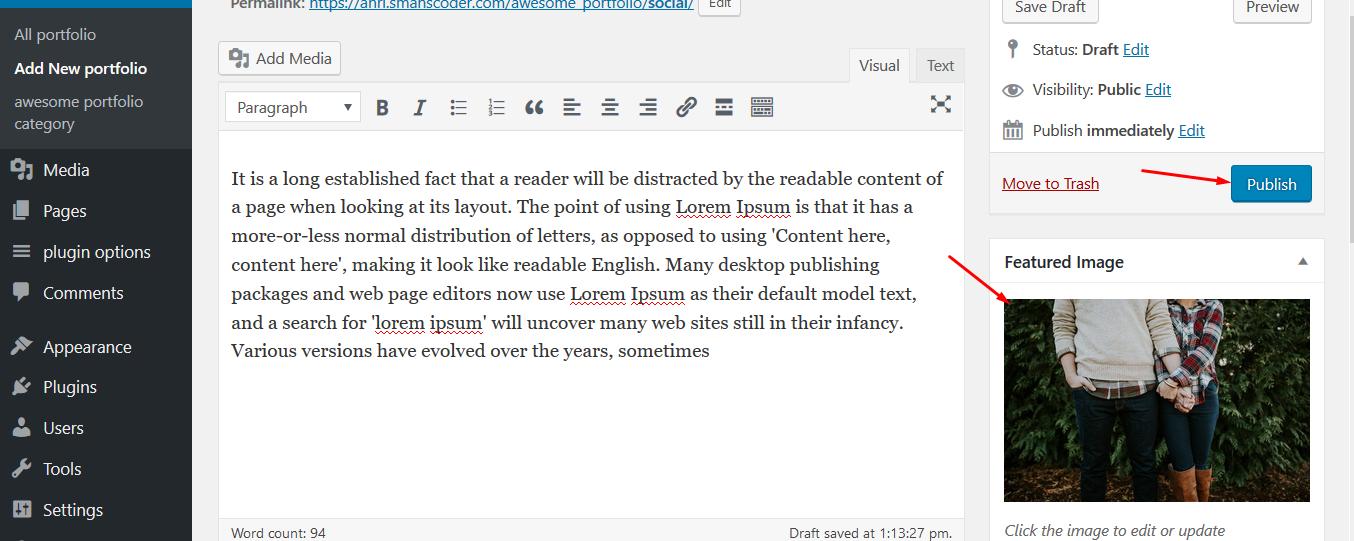 All portfolio
Add New portfolio
awesome portfolio
category
Media
Pages
plugin options
Comments
Appearance
Plugins
Users
Tools
Settings
Permalink: https://ahri.smanscoder.com/awesome_portfolio/social/ Edit
Add Media
Visual Text
Paragraph
B I
It is a long established fact that a reader will be distracted by the readable content of
a page when looking at its layout. The point of using Lorem Ipsum is that it has a
more-or-less normal distribution of letters, as opposed to using 'Content here,
content here', making it look like readable English. Many desktop publishing
packages and web page editors now use Lorem Ipsum as their default model text,
and a search for 'lorem ipsum' will uncover many web sites still in their infancy.
Various versions have evolved over the years, sometimes
Word count: 94 Draft saved at 1:13:27 pm.
Save Draft Preview
Status: Draft Edit
Visibility: Public Edit
Publish immediately Edit
Move to Trash Publish
Featured Image
Click the image to edit or update